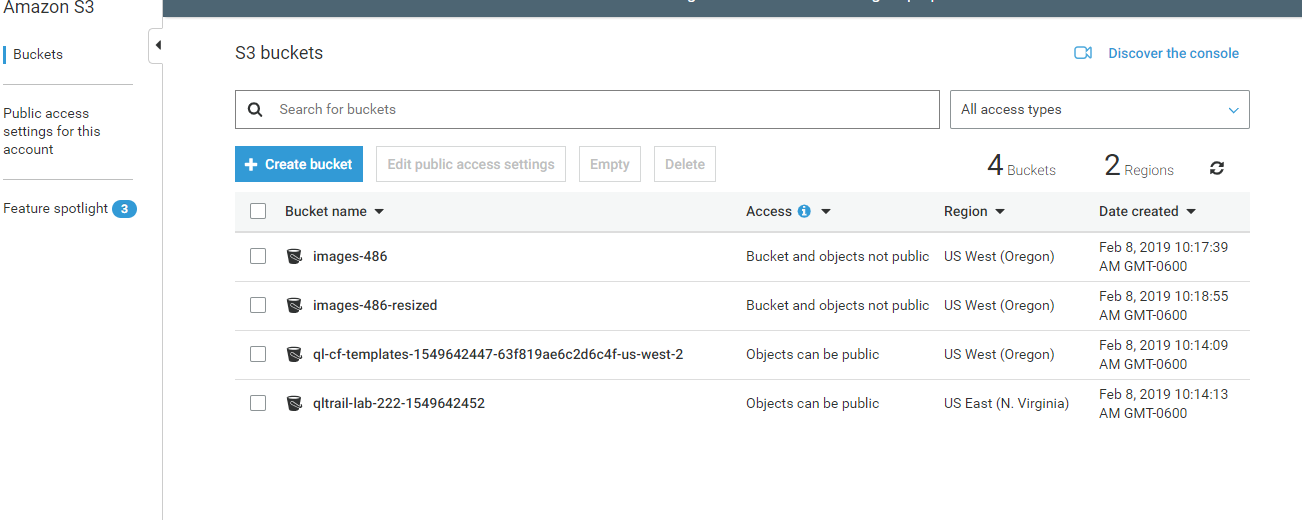 Amazon S3
Buckets
Public access
settings for this
account
Feature spotlight 3
S3 buckets
Discover the console
Search for buckets
All access types
Create bucket
Edit public access settings
Empty
Delete
4 Buckets
2 Regions
Bucket name Access Region Date created
images-486 Bucket and objects not public US West (Oregon) Feb 8, 2019 10:17:39
AM GMT-0600
images-486-resized Bucket and objects not public US West (Oregon) Feb 8, 2019 10:18:55
AM GMT-0600
ql-cf-templates-1549642447-63f819ae6c2d6c4f-us-west-2 Objects can be public US West (Oregon) Feb 8, 2019 10:14:09
AM GMT-0600
qltrail-lab-222-1549642452 Objects can be public US East (N. Virginia) Feb 8, 2019 10:14:13
AM GMT-0600